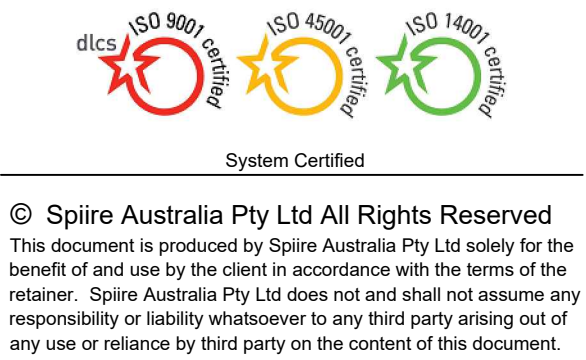 dlcs ISO 9001 certified ISO 45001 certified ISO 14001 certified
System Certified
© Spiire Australia Pty Ltd All Rights Reserved
This document is produced by Spiire Australia Pty Ltd solely for the
benefit of and use by the client in accordance with the terms of the
retainer.  Spiire Australia Pty Ltd does not and shall not assume any
responsibility or liability whatsoever to any third party arising out of
any use or reliance by third party on the content of this document.